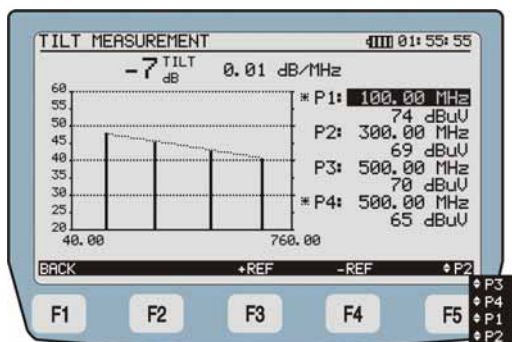 TILT MEASUREMENT 01:55:55
-7 TILT dB 0.01 dB/MHz
60
55
50
45
40
35
30
25
20
40.00 760.00
* P1: 100.00 MHz
74 dBuV
P2: 300.00 MHz
69 dBuV
P3: 500.00 MHz
70 dBuV
* P4: 500.00 MHz
65 dBuV
BACK +REF -REF ♦P2
♦P3
♦P4
♦P1
♦P2
F1 F2 F3 F4 F5